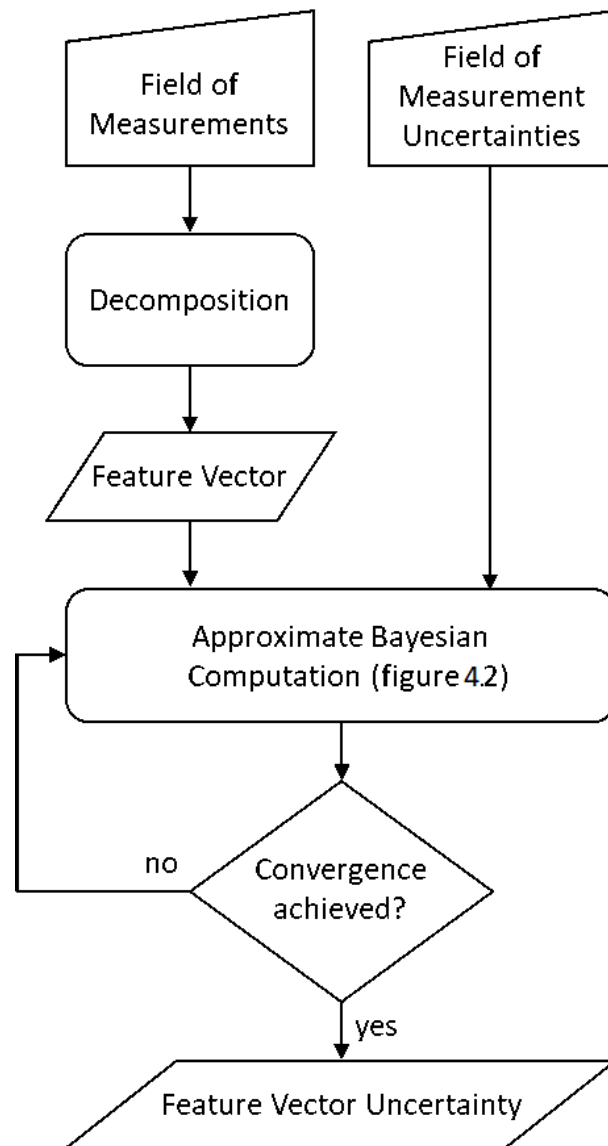 Field of
Measurements
Field of
Measurement
Uncertainties
Decomposition
Feature Vector
Approximate Bayesian
Computation (figure 4.2)
no
Convergence
achieved?
yes
Feature Vector Uncertainty